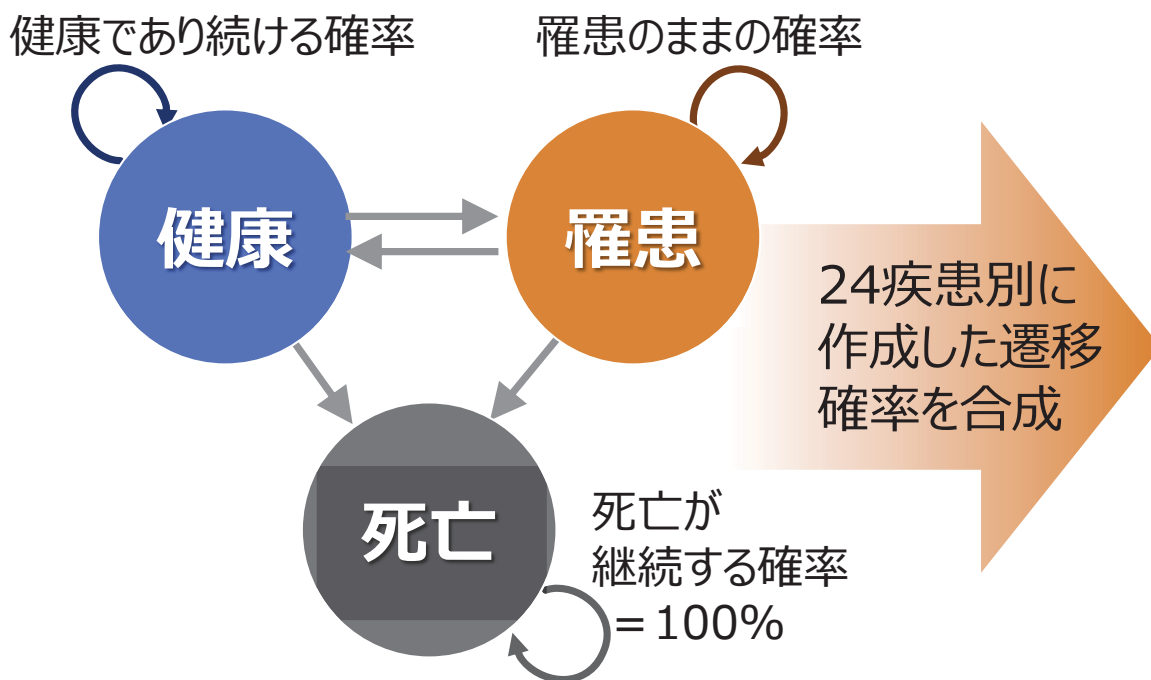 健康であり続ける確率
罹患のままの確率
健康
罹患
24疾患別に
作成した遷移
確率を合成
死亡
死亡が
継続する確率
＝100%